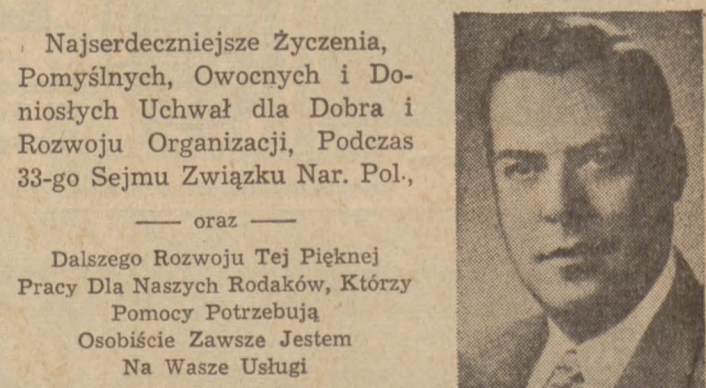 Najserdeczniejsze Życzenia,
Pomyślnych, Owocnych i Do-
niosłych Uchwał dla Dobra i
Rozwoju Organizacji, Podczas
33-go Sejmu Związku Nar. Pol.,
—— oraz ——
Dalszego Rozwoju Tej Pięknej
Pracy Dla Naszych Rodaków, Którzy
Pomocy Potrzebują
Osobiście Zawsze Jestem
Na Wasze Usługi